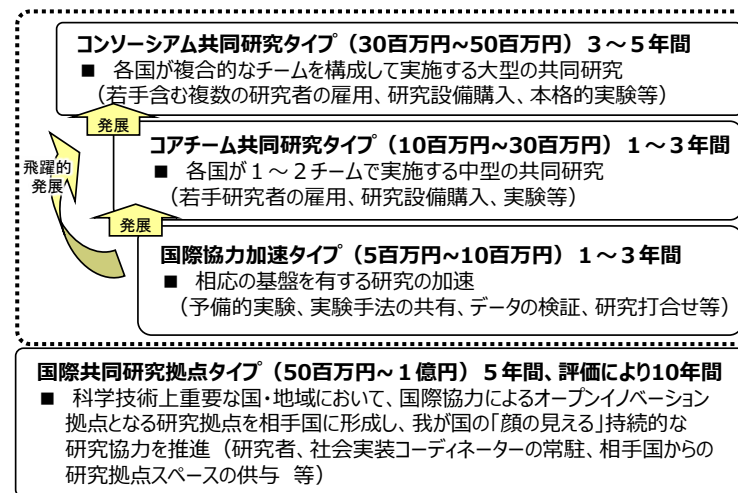 コンソーシアム共同研究タイプ（30百万円~50百万円）３～５年間
■ 各国が複合的なチームを構成して実施する大型の共同研究
（若手含む複数の研究者の雇用、研究設備購入、本格的実験等）
発展
コアチーム共同研究タイプ（10百万円~30百万円）１～３年間
■ 各国が１～２チームで実施する中型の共同研究
（若手研究者の雇用、研究設備購入、実験等）
飛躍的
発展
発展
国際協力加速タイプ（5百万円~10百万円）１～３年間
■ 相応の基盤を有する研究の加速
（予備的実験、実験手法の共有、データの検証、研究打合せ等）
国際共同研究拠点タイプ（50百万円~１億円）５年間、評価により10年間
■ 科学技術上重要な国・地域において、国際協力によるオープンイノベーション
拠点となる研究拠点を相手国に形成し、我が国の「顔の見える」持続的な
研究協力を推進（研究者、社会実装コーディネーターの常駐、相手国からの
研究拠点スペースの供与 等）